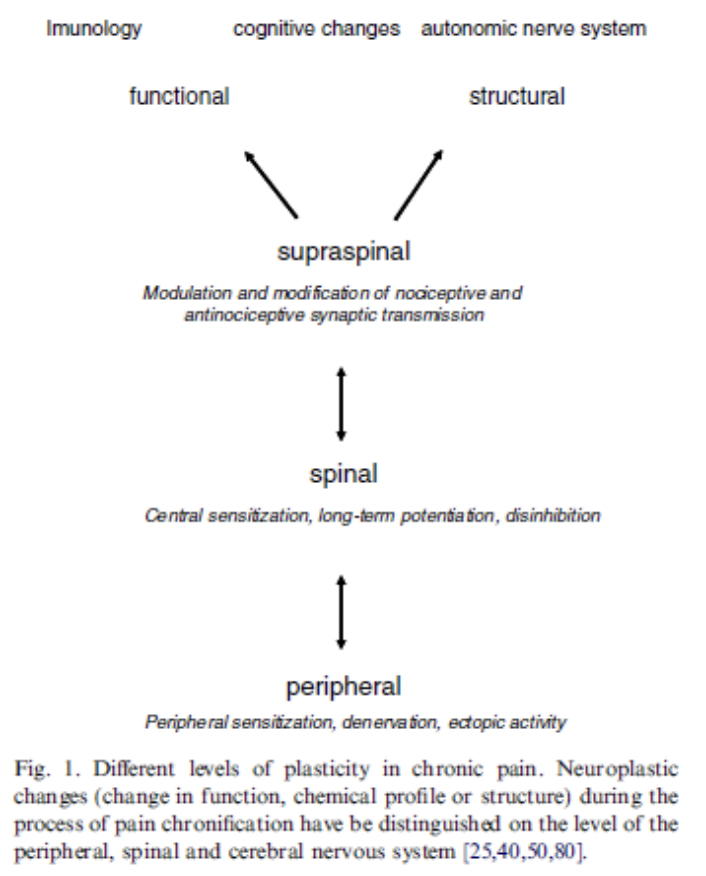 Imunology cognitive changes autonomic nerve system
functional structural
supraspinal
Modulation and modification of nociceptive and
antinociceptive synaptic transmission
spinal
Central sensitization, long-term potentiation, disinhibition
peripheral
Peripheral sensitization, denervation, ectopic activity
Fig. 1. Different levels of plasticity in chronic pain. Neuroplastic
changes (change in function, chemical profile or structure) during the
process of pain chronification have be distinguished on the level of the
peripheral, spinal and cerebral nervous system [25,40,50,80].